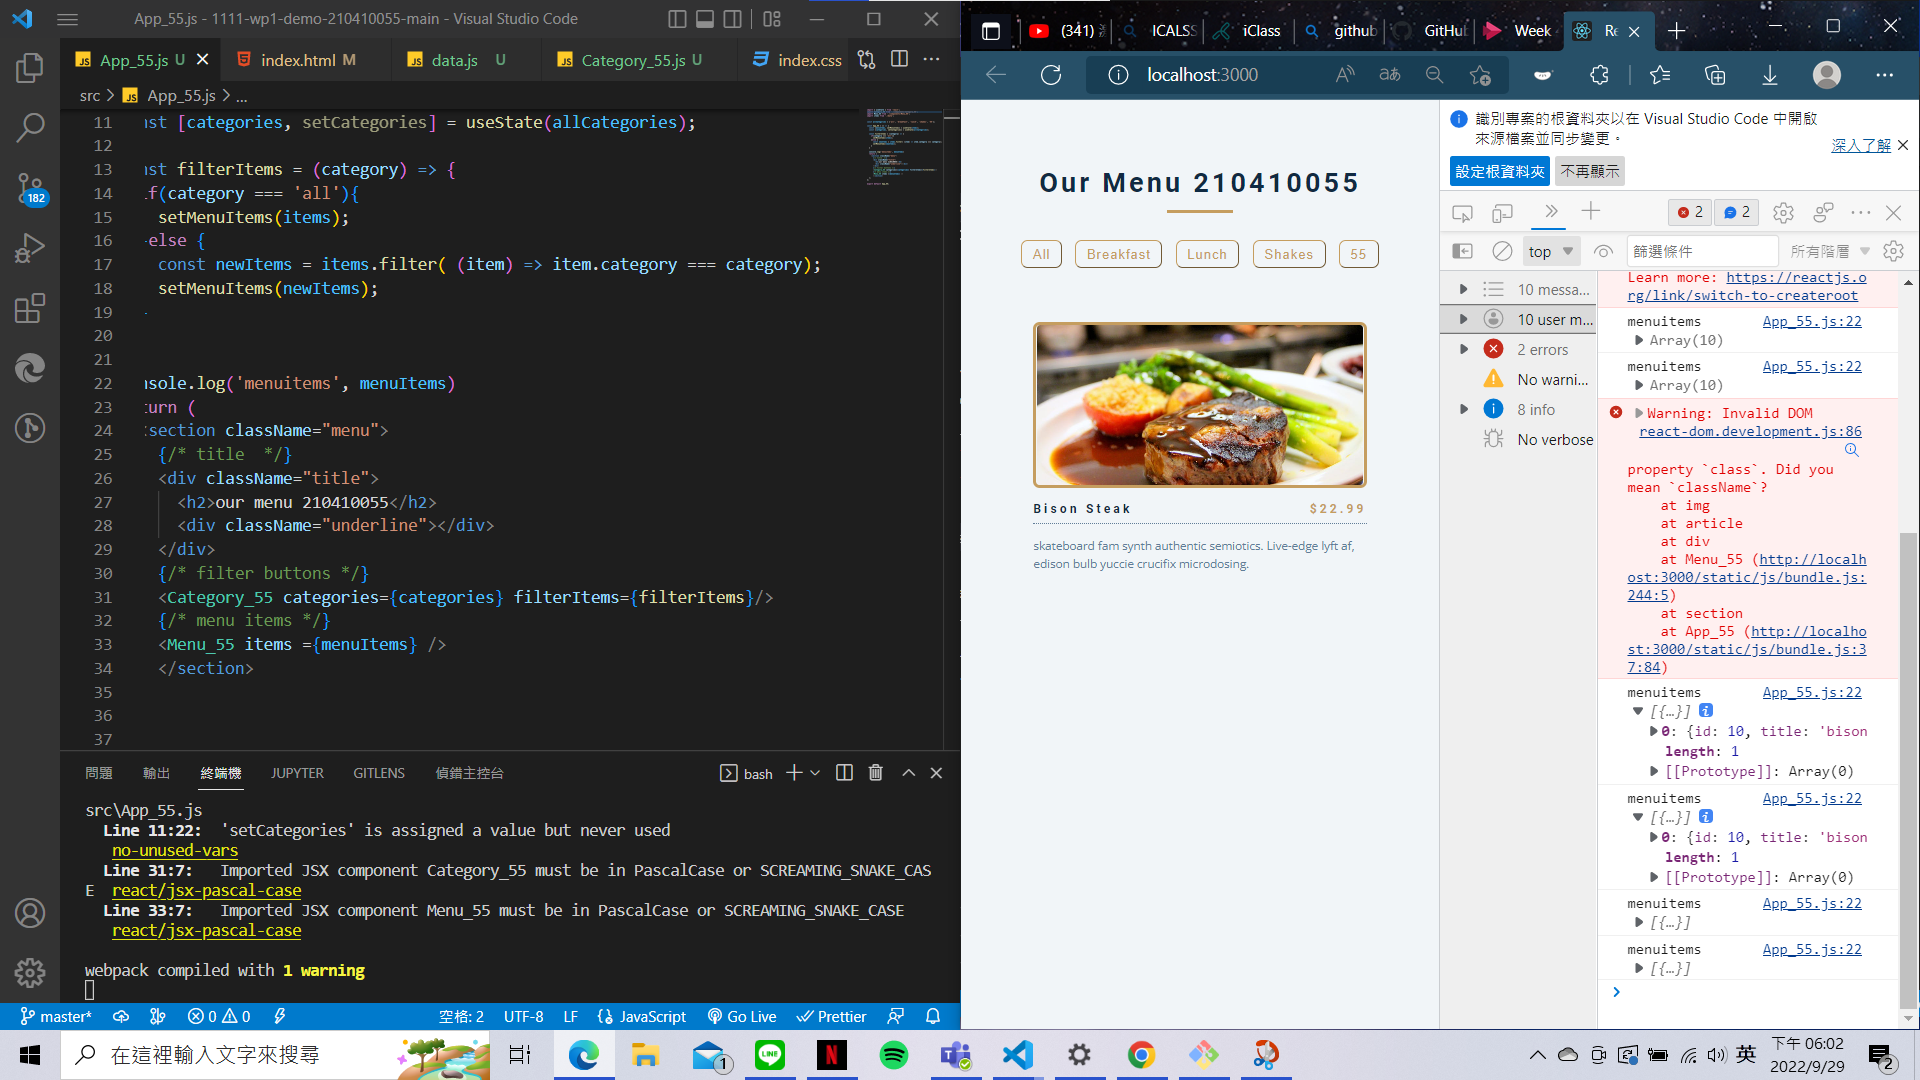 App_55.js - 1111-wp1-demo-210410055-main - Visual Studio Code
App_55.js U
index.html M
data.js U
Category_55.js U
index.css
src > App_55.js > ...
11 nst [categories, setCategories] = useState(allCategories);
12
13 nst filterItems = (category) => {
14 f(category === 'all'){
15 setMenuItems(items);
16 else {
17 const newItems = items.filter( (item) => item.category === category);
18 setMenuItems(newItems);
19
20
21
22 nsole.log('menuitems', menuItems)
23 turn (
24 section className="menu">
25 {/* title  */}
26 <div className="title">
27 <h2>our menu 210410055</h2>
28 <div className="underline"></div>
29 </div>
30 {/* filter buttons */}
31 <Category_55 categories={categories} filterItems={filterItems}/>
32 {/* menu items */}
33 <Menu_55 items ={menuItems} />
34 </section>
35
36
37
182
問題 輸出 終端機 JUPYTER GITLENS 偵錯主控台
bash
src\App_55.js
Line 11:22:  'setCategories' is assigned a value but never used
no-unused-vars
Line 31:7:   Imported JSX component Category_55 must be in PascalCase or SCREAMING_SNAKE_CAS
E  react/jsx-pascal-case
Line 33:7:   Imported JSX component Menu_55 must be in PascalCase or SCREAMING_SNAKE_CASE
react/jsx-pascal-case
webpack compiled with 1 warning
master* 0 0 空格: 2 UTF-8 LF JavaScript Go Live Prettier
(341)
ICALSS
iClass
github
GitHu
Week
Re
localhost:3000
Our Menu 210410055
All Breakfast Lunch Shakes 55
Bison Steak $22.99
skateboard fam synth authentic semiotics. Live-edge lyft af,
edison bulb yuccie crucifix microdosing.
識別專案的根資料夾以在 Visual Studio Code 中開啟
來源檔案並同步變更。
深入了解
設定根資料夾 不再顯示
2 2
top 篩選條件 所有階層
10 messa...
10 user m...
2 errors
No warni...
8 info
No verbose
Learn more: https://reactjs.o
rg/link/switch-to-createroot
menuitems App_55.js:22
Array(10)
menuitems App_55.js:22
Array(10)
Warning: Invalid DOM
react-dom.development.js:86
property `class`. Did you
mean `className`?
at img
at article
at div
at Menu_55 (http://localh
ost:3000/static/js/bundle.js:
244:5)
at section
at App_55 (http://localho
st:3000/static/js/bundle.js:3
7:84)
menuitems App_55.js:22
[{…}]
0: {id: 10, title: 'bison
length: 1
[[Prototype]]: Array(0)
menuitems App_55.js:22
[{…}]
0: {id: 10, title: 'bison
length: 1
[[Prototype]]: Array(0)
menuitems App_55.js:22
[{…}]
menuitems App_55.js:22
[{…}]
在這裡輸入文字來搜尋
1
英
下午 06:02
2022/9/29
2